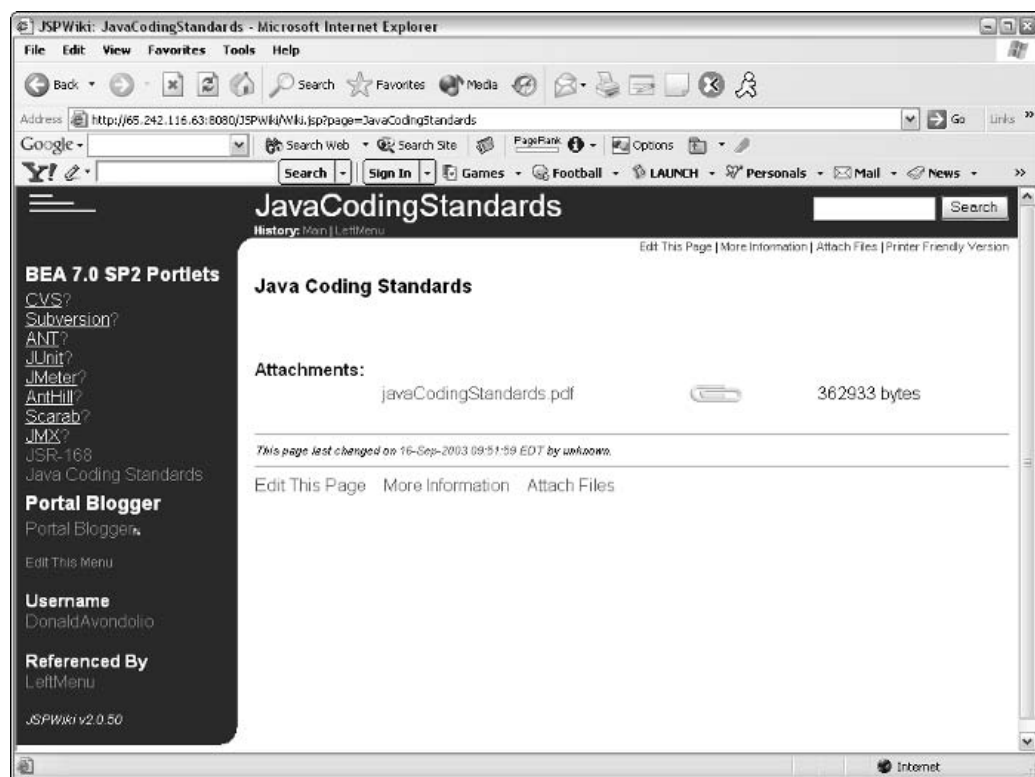 JSPWiki: JavaCodingStandards - Microsoft Internet Explorer
File Edit View Favorites Tools Help
Back Search Favorites Media
Address http://65.242.116.63:8080/JSPWiki/Wiki.jsp?page=JavaCodingStandards Go Links »
Google Search Web Search Site PageRank Options
Y! Search Sign In Games Football LAUNCH Personals Mail News »
JavaCodingStandards Search
History: Main | LeftMenu
Edit This Page | More Information | Attach Files | Printer Friendly Version
BEA 7.0 SP2 Portlets
CVS?
Subversion?
ANT?
JUnit?
JMeter?
AntHill?
Scarab?
JMX?
JSR-168
Java Coding Standards
Portal Blogger
Portal Blogger
Edit This Menu
Username
DonaldAvondolio
Referenced By
LeftMenu
JSPWiki v2.0.50
Java Coding Standards
Attachments:
javaCodingStandards.pdf 362933 bytes
This page last changed on 16-Sep-2003 09:51:59 EDT by unknown.
Edit This Page More Information Attach Files
Internet